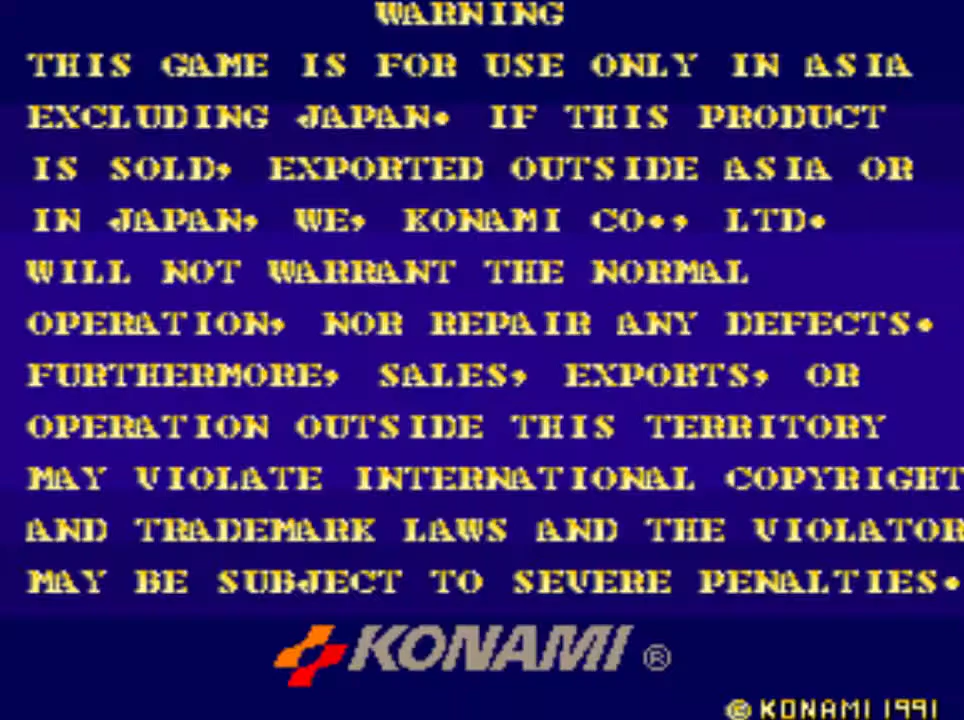 WARNING
THIS GAME IS FOR USE ONLY IN ASIA
EXCLUDING JAPAN. IF THIS PRODUCT
IS SOLD, EXPORTED OUTSIDE ASIA OR
IN JAPAN, WE, KONAMI CO., LTD.
WILL NOT WARRANT THE NORMAL
OPERATION, NOR REPAIR ANY DEFECTS.
FURTHERMORE, SALES, EXPORTS, OR
OPERATION OUTSIDE THIS TERRITORY
MAY VIOLATE INTERNATIONAL COPYRIGHT
AND TRADEMARK LAWS AND THE VIOLATOR
MAY BE SUBJECT TO SEVERE PENALTIES.
KONAMI ®
© KONAMI 1991